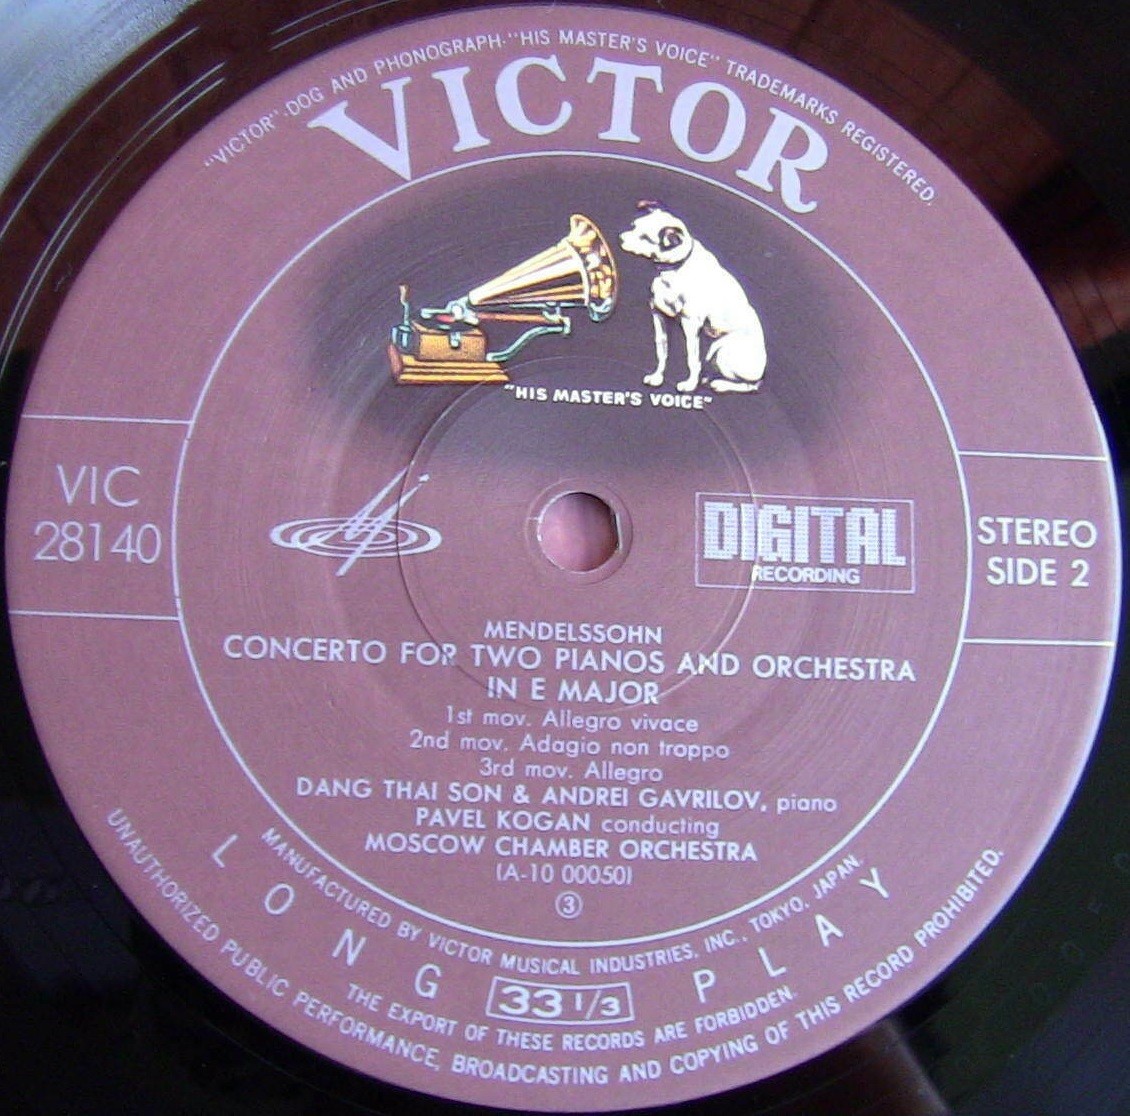 "VICTOR"·DOG AND PHONOGRAPH·"HIS MASTER'S VOICE" TRADEMARKS REGISTERED.
VICTOR
"HIS MASTER'S VOICE"
VIC
28140
DIGITAL
RECORDING
STEREO
SIDE 2
MENDELSSOHN
CONCERTO FOR TWO PIANOS AND ORCHESTRA
IN E MAJOR
1st mov. Allegro vivace
2nd mov. Adagio non troppo
3rd mov. Allegro
DANG THAI SON & ANDREI GAVRILOV, piano
PAVEL KOGAN conducting
MOSCOW CHAMBER ORCHESTRA
(A-10 00050)
③
MANUFACTURED BY VICTOR MUSICAL INDUSTRIES, INC., TOKYO, JAPAN.
LONG 33 1/3 PLAY
THE EXPORT OF THESE RECORDS ARE FORBIDDEN.
UNAUTHORIZED PUBLIC PERFORMANCE, BROADCASTING AND COPYING OF THIS RECORD PROHIBITED.